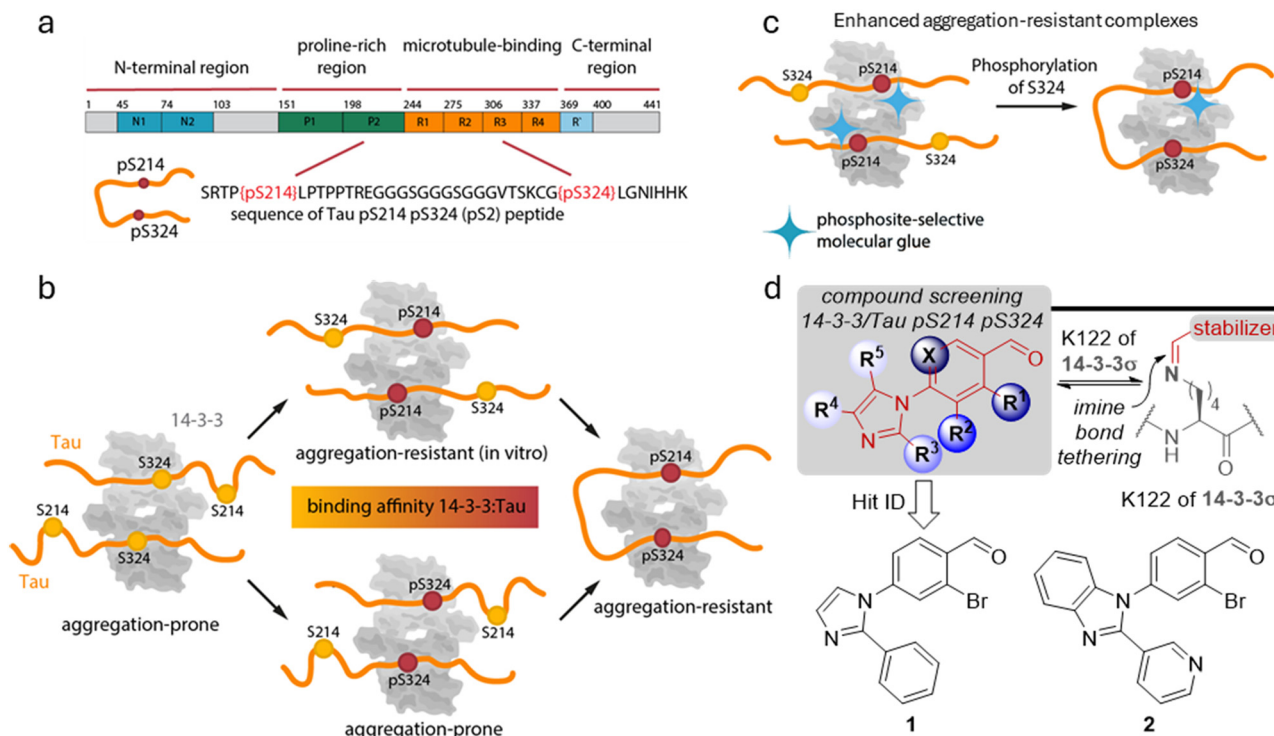 a
N-terminal region
proline-rich
region
microtubule-binding
C-terminal
region
1 45 74 103 151 198 244 275 306 337 369 400 441
N1 N2 P1 P2 R1 R2 R3 R4 R'
pS214
pS324
SRTP{pS214}LPTPPTREGGGSGGGSGGGVTSKCG{pS324}LGNIHHK
sequence of Tau pS214 pS324 (pS2) peptide
b
14-3-3
Tau
S324
S214
S214
S324
Tau
aggregation-prone
S324
pS214
pS214
S324
aggregation-resistant (in vitro)
binding affinity 14-3-3:Tau
pS324
S214
S214
pS324
aggregation-prone
pS214
pS324
aggregation-resistant
c
Enhanced aggregation-resistant complexes
S324
pS214
pS214
S324
Phosphorylation
of S324
pS214
pS324
phosphosite-selective
molecular glue
d
compound screening
14-3-3/Tau pS214 pS324
R5
X
O
R4
N
R1
N
R2
R3
K122 of
14-3-3σ
imine
bond
tethering
stabilizer
N
4
N
H
O
K122 of 14-3-3σ
Hit ID
O
N
Br
N
1
O
N
Br
N
N
2